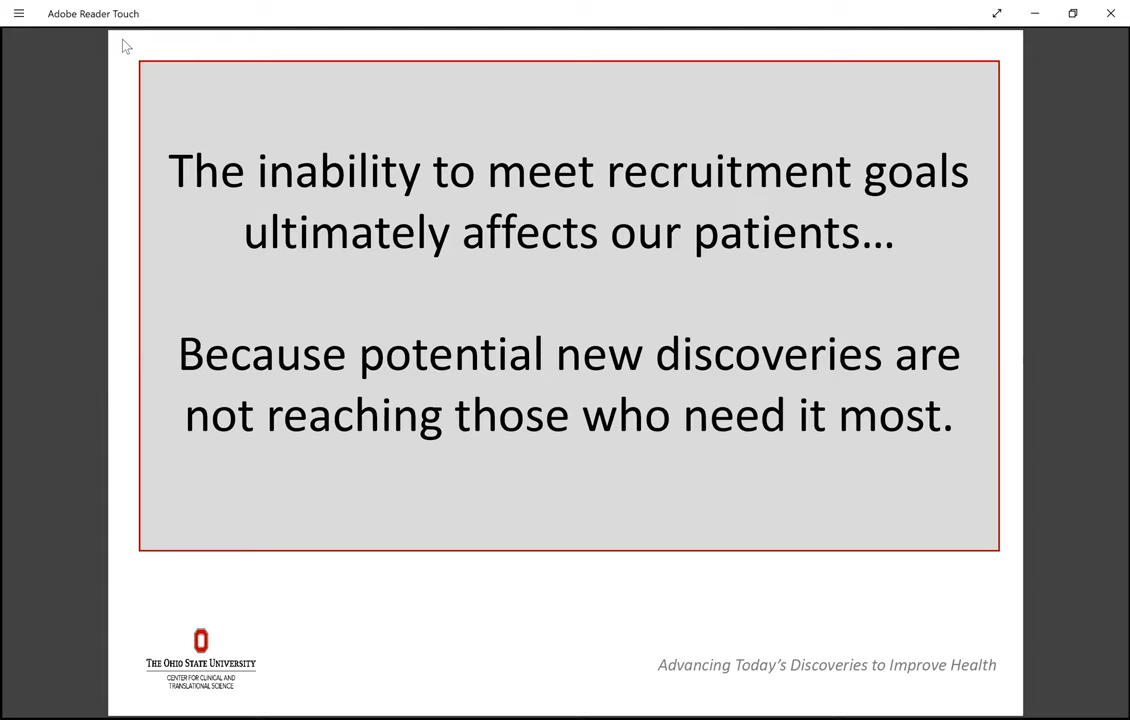 Adobe Reader Touch
The inability to meet recruitment goals
ultimately affects our patients…
Because potential new discoveries are
not reaching those who need it most.
THE OHIO STATE UNIVERSITY
CENTER FOR CLINICAL AND
TRANSLATIONAL SCIENCE
Advancing Today's Discoveries to Improve Health